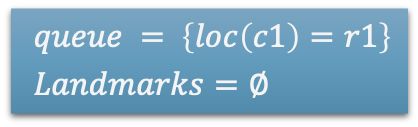 queue = {loc(c1) = r1}
Landmarks = ∅